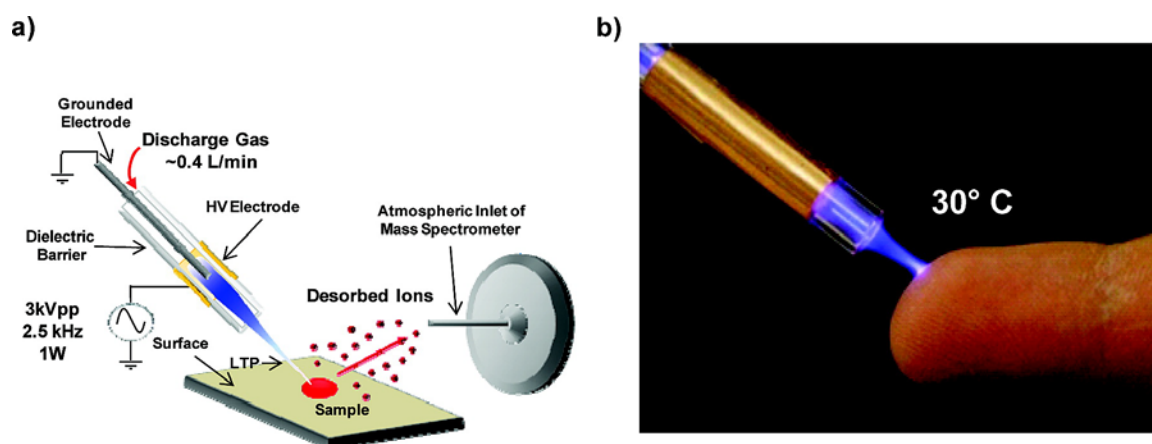 a)
Grounded
Electrode
Discharge Gas
~0.4 L/min
HV Electrode
Dielectric
Barrier
Atmospheric Inlet of
Mass Spectrometer
Desorbed Ions
3kVpp
2.5 kHz
1W
Surface
LTP
Sample
b)
30° C